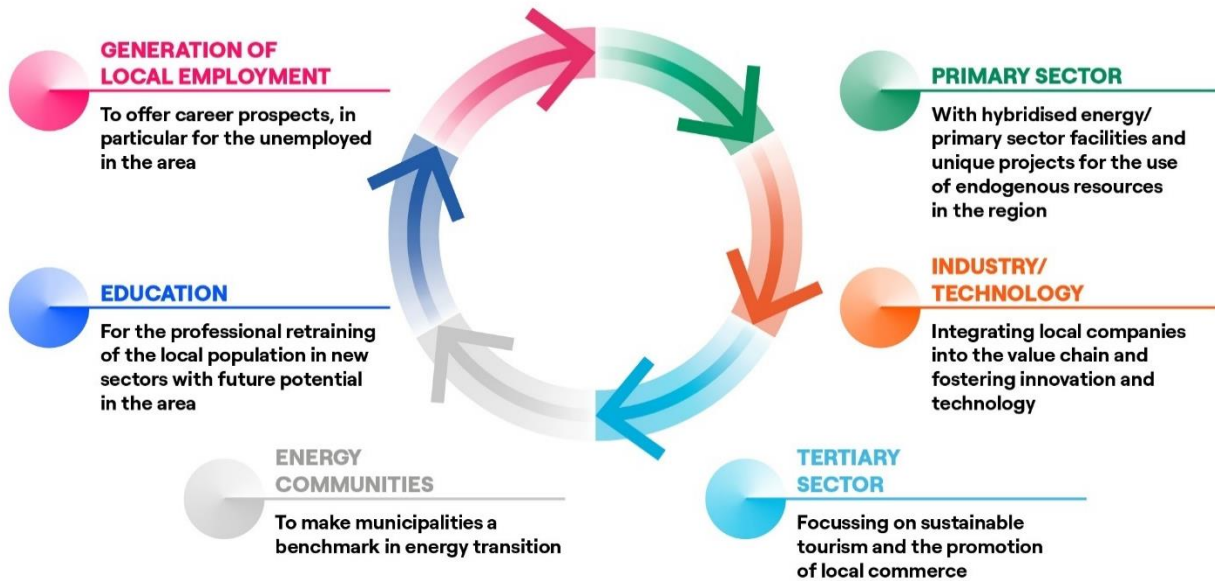 GENERATION OF
LOCAL EMPLOYMENT
To offer career prospects, in
particular for the unemployed
in the area
PRIMARY SECTOR
With hybridised energy/
primary sector facilities and
unique projects for the use
of endogenous resources
in the region
EDUCATION
For the professional retraining
of the local population in new
sectors with future potential
in the area
INDUSTRY/
TECHNOLOGY
Integrating local companies
into the value chain and
fostering innovation and
technology
ENERGY
COMMUNITIES
To make municipalities a
benchmark in energy transition
TERTIARY
SECTOR
Focussing on sustainable
tourism and the promotion
of local commerce